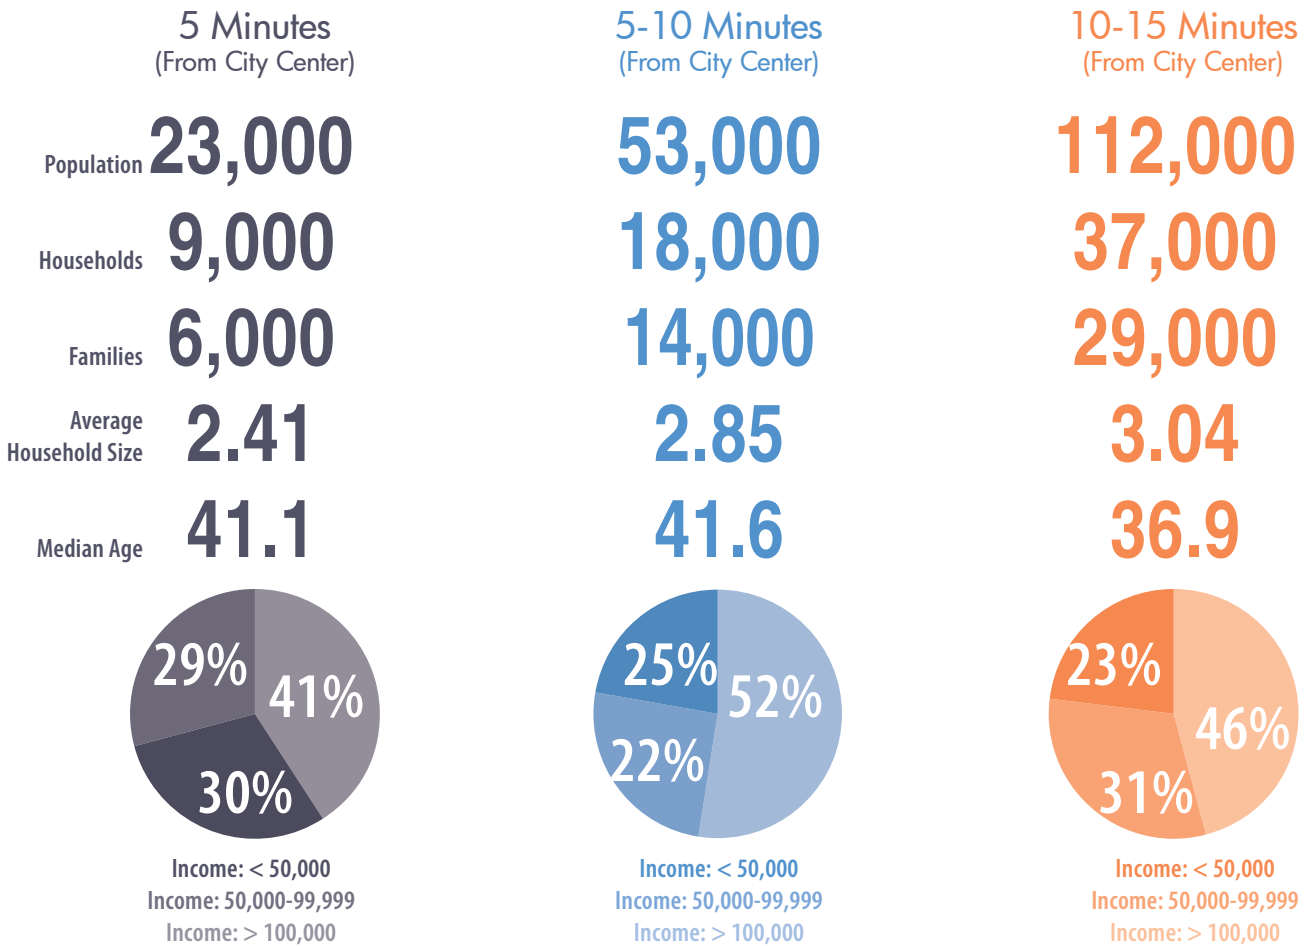 5 Minutes
(From City Center)
5-10 Minutes
(From City Center)
10-15 Minutes
(From City Center)
Population 23,000 53,000 112,000
Households 9,000 18,000 37,000
Families 6,000 14,000 29,000
Average
Household Size 2.41 2.85 3.04
Median Age 41.1 41.6 36.9
29% 41%
30%
25% 52%
22%
23% 46%
31%
Income: < 50,000
Income: 50,000-99,999
Income: > 100,000
Income: < 50,000
Income: 50,000-99,999
Income: > 100,000
Income: < 50,000
Income: 50,000-99,999
Income: > 100,000